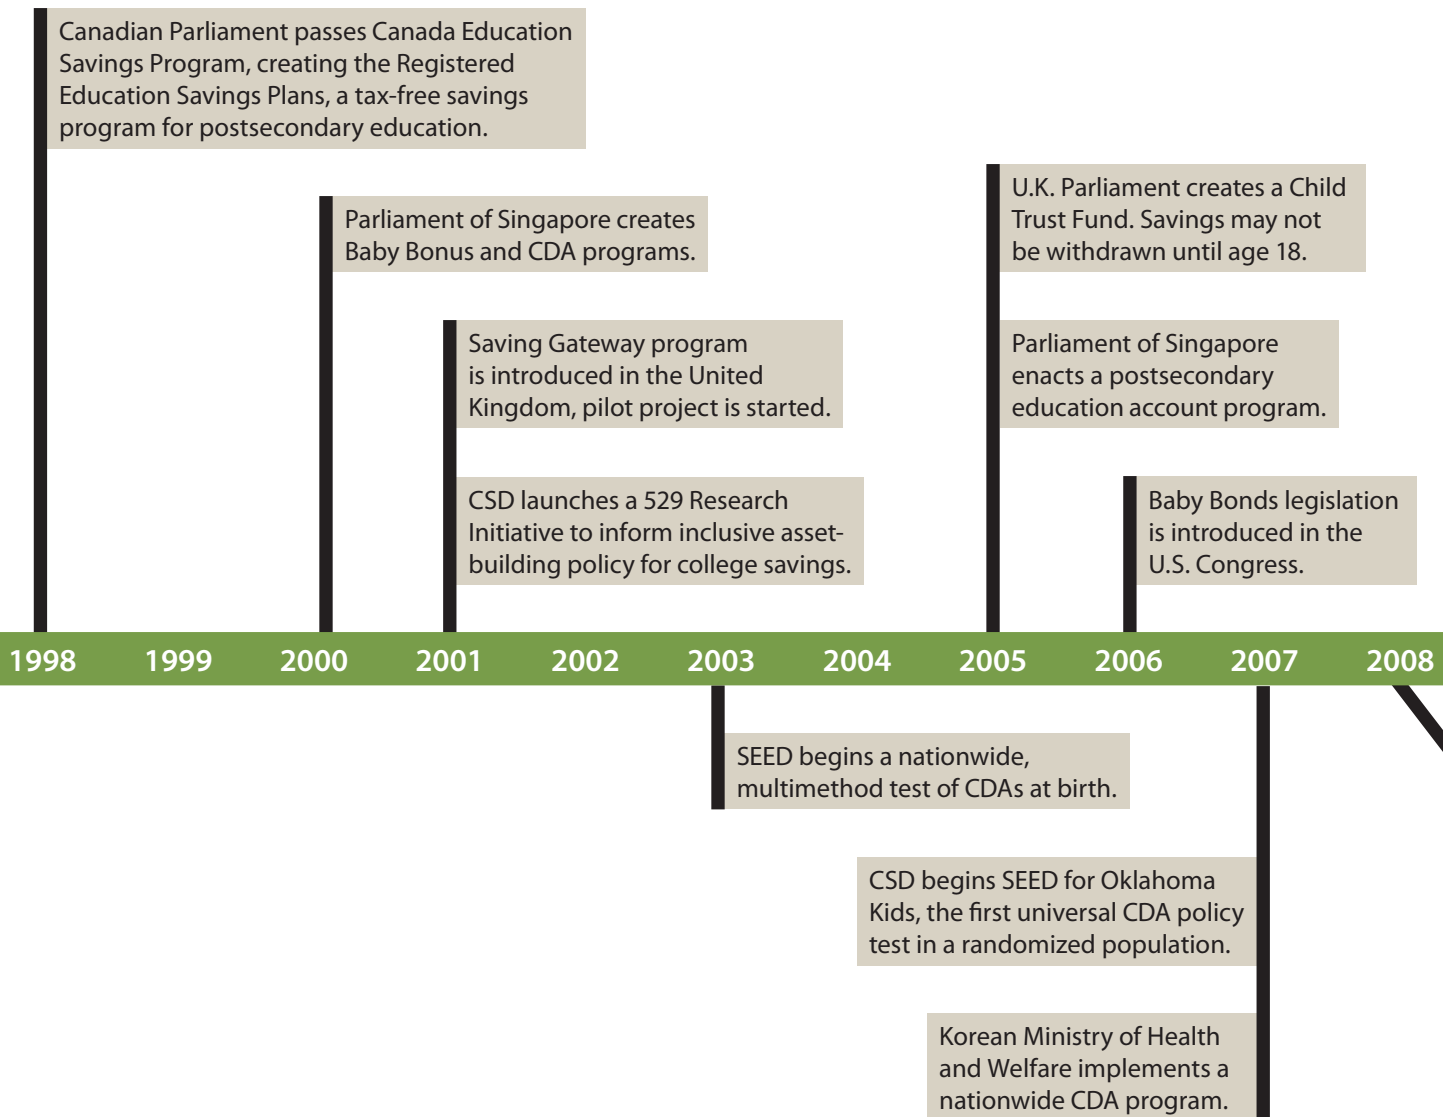 Canadian Parliament passes Canada Education
Savings Program, creating the Registered
Education Savings Plans, a tax-free savings
program for postsecondary education.
Parliament of Singapore creates
Baby Bonus and CDA programs.
Saving Gateway program
is introduced in the United
Kingdom, pilot project is started.
CSD launches a 529 Research
Initiative to inform inclusive asset-
building policy for college savings.
U.K. Parliament creates a Child
Trust Fund. Savings may not
be withdrawn until age 18.
Parliament of Singapore
enacts a postsecondary
education account program.
Baby Bonds legislation
is introduced in the
U.S. Congress.
1998 1999 2000 2001 2002 2003 2004 2005 2006 2007 2008
SEED begins a nationwide,
multimethod test of CDAs at birth.
CSD begins SEED for Oklahoma
Kids, the first universal CDA policy
test in a randomized population.
Korean Ministry of Health
and Welfare implements a
nationwide CDA program.